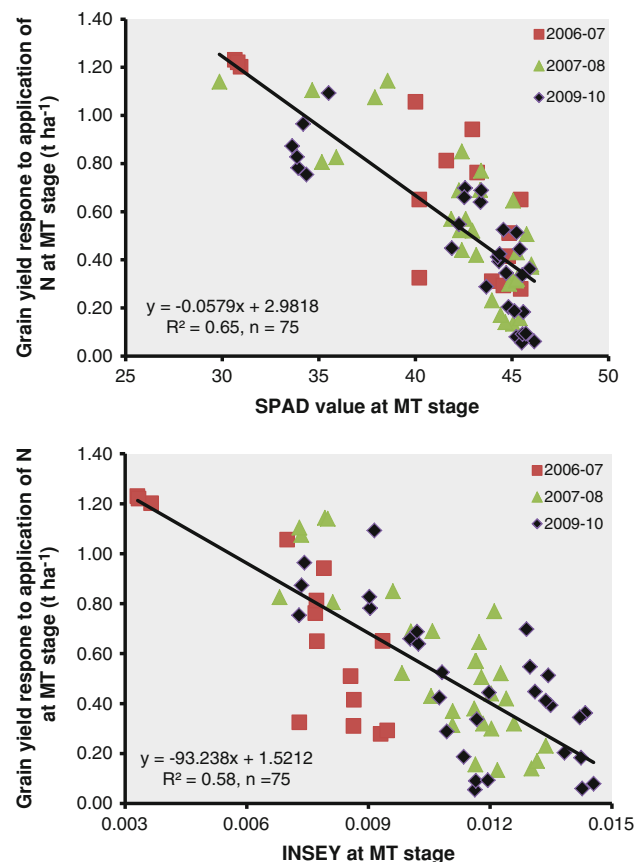 Grain yield respone to application of N at MT stage (t ha⁻¹)
1.40
1.20
1.00
0.80
0.60
0.40
0.20
0.00
2006-07
2007-08
2009-10
y = -0.0579x + 2.9818
R² = 0.65, n = 75
25 30 35 40 45 50
SPAD value at MT stage
Grain yield respone to application of N at MT stage (t ha⁻¹)
1.40
1.20
1.00
0.80
0.60
0.40
0.20
0.00
2006-07
2007-08
2009-10
y = -93.238x + 1.5212
R² = 0.58, n =75
0.003 0.006 0.009 0.012 0.015
INSEY at MT stage